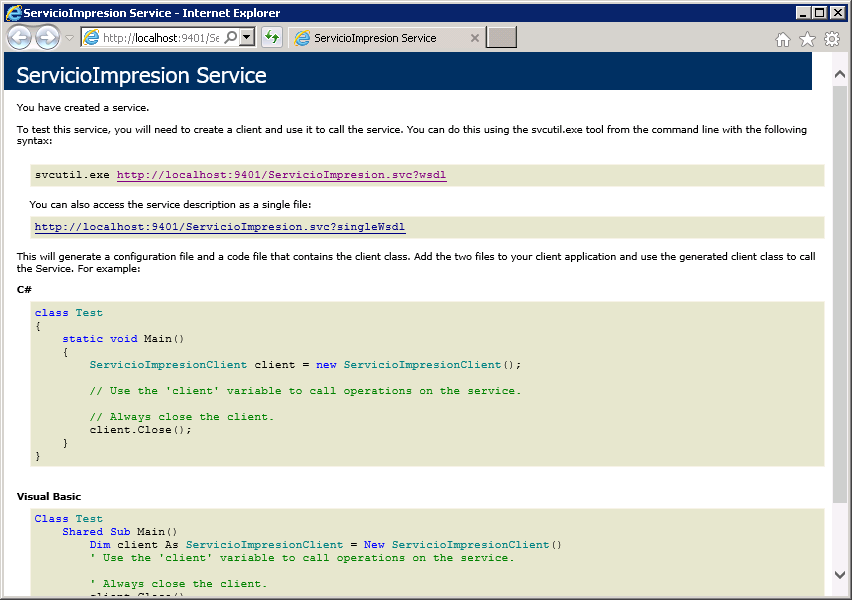 ServicioImpresion Service - Internet Explorer
http://localhost:9401/Se
ServicioImpresion Service
ServicioImpresion Service
You have created a service.
To test this service, you will need to create a client and use it to call the service. You can do this using the svcutil.exe tool from the command line with the following
syntax:
svcutil.exe http://localhost:9401/ServicioImpresion.svc?wsdl
You can also access the service description as a single file:
http://localhost:9401/ServicioImpresion.svc?singleWsdl
This will generate a configuration file and a code file that contains the client class. Add the two files to your client application and use the generated client class to call
the Service. For example:
C#
class Test
{
    static void Main()
    {
        ServicioImpresionClient client = new ServicioImpresionClient();
        // Use the 'client' variable to call operations on the service.
        // Always close the client.
        client.Close();
    }
}
Visual Basic
Class Test
    Shared Sub Main()
        Dim client As ServicioImpresionClient = New ServicioImpresionClient()
        ' Use the 'client' variable to call operations on the service.
        ' Always close the client.
        client.Close()